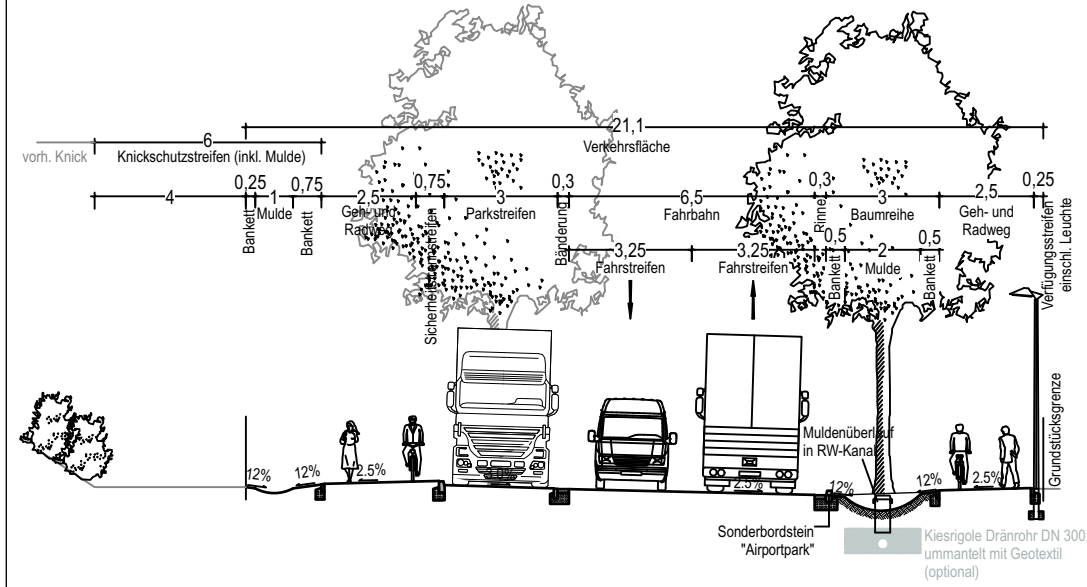 21,1
Verkehrsfläche
6
vorh. Knick
Knickschutzstreifen (inkl. Mulde)
4
0,25
1
0,75
2,5
0,75
3
0,3
6,5
0,3
3
2,5
0,25
Bankett
Mulde
Bankett
Geh- und
Radweg
Sicherheitstrennstreifen
Parkstreifen
Bänderung
Fahrbahn
Rinne
Baumreihe
Geh- und
Radweg
Verfügungsstreifen
einschl. Leuchte
3,25
Fahrstreifen
3,25
Fahrstreifen
0,5
Bankett
2
Mulde
0,5
Bankett
Grundstücksgrenze
Muldenüberlauf
in RW-Kanal
12%
12%
2.5%
2.5%
12%
12%
2.5%
Sonderbordstein
"Airportpark"
Kiesrigole Dränrohr DN 300
ummantelt mit Geotextil
(optional)